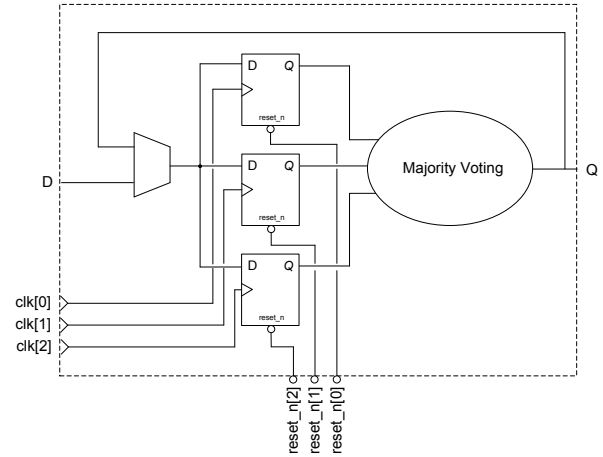 D Q
reset_n
D Q
reset_n
D Q
reset_n
Majority Voting
D
Q
clk[0]
clk[1]
clk[2]
reset_n[2]
reset_n[1]
reset_n[0]